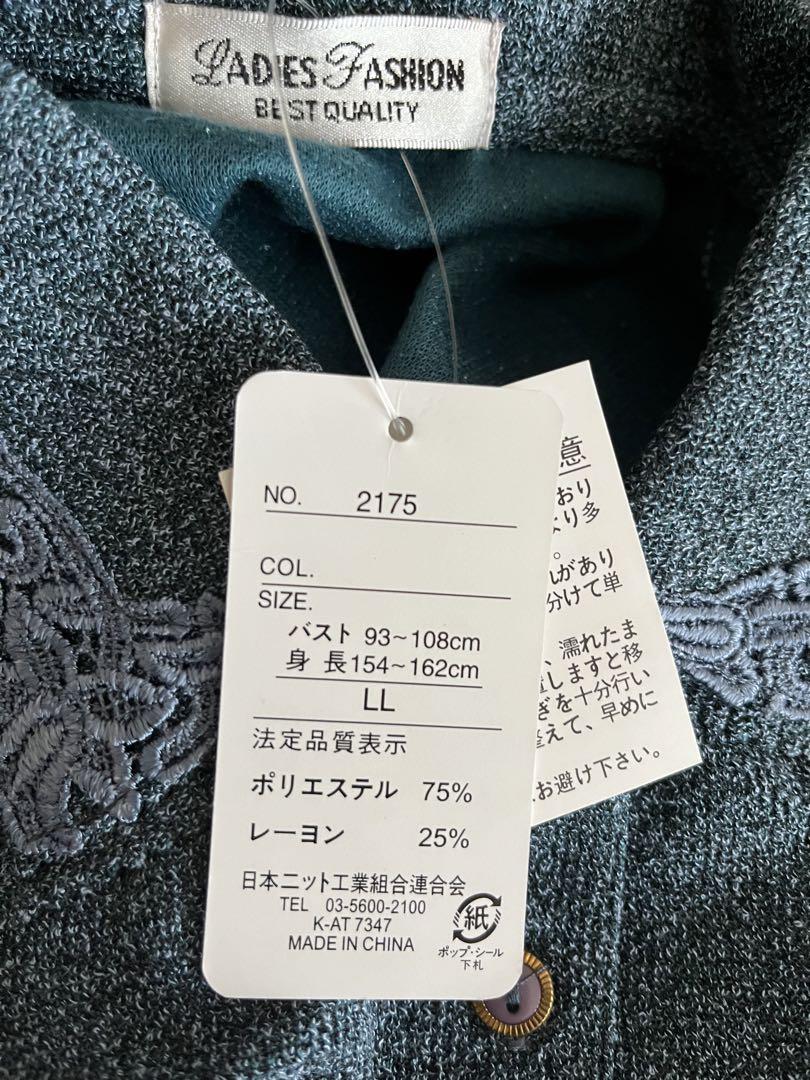 LADIES FASHION
BEST QUALITY
NO. 2175
COL.
SIZE.
バスト 93~108cm
身 長154~162cm
LL
法定品質表示
ポリエステル 75%
レーヨン 25%
日本ニット工業組合連合会
TEL 03-5600-2100
K-AT 7347
MADE IN CHINA
紙
ポップ・シール
下札
意
おり
より多
。
があり
分けて単
、濡れたま
しますと移
ぎを十分行い
整えて、早めに
お避け下さい。